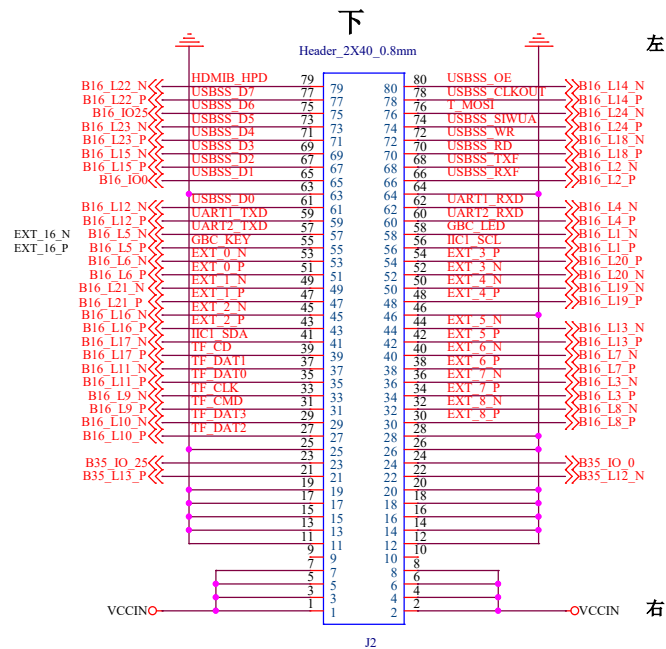 下
左
Header_2X40_0.8mm
B16_L22_N HDMIB_HPD 79 79 80 80 USBSS_OE B16_L14_N
B16_L22_P USBSS_D7 77 77 78 78 USBSS_CLKOUT B16_L14_P
B16_IO25 USBSS_D6 75 75 76 76 T_MOSI B16_L24_N
B16_L23_N USBSS_D5 73 73 74 74 USBSS_SIWUA B16_L24_P
B16_L23_P USBSS_D4 71 71 72 72 USBSS_WR B16_L18_N
B16_L15_N USBSS_D3 69 69 70 70 USBSS_RD B16_L18_P
B16_L15_P USBSS_D2 67 67 68 68 USBSS_TXF B16_L2_N
B16_IO0 USBSS_D1 65 65 66 66 USBSS_RXF B16_L2_P
63 63 64 64
B16_L12_N USBSS_D0 61 61 62 62 UART1_RXD B16_L4_N
B16_L12_P UART1_TXD 59 59 60 60 UART2_RXD B16_L4_P
EXT_16_N B16_L5_N UART2_TXD 57 57 58 58 GBC_LED B16_L1_N
EXT_16_P B16_L5_P GBC_KEY 55 55 56 56 IIC1_SCL B16_L1_P
B16_L6_N EXT_0_N 53 53 54 54 EXT_3_P B16_L20_P
B16_L6_P EXT_0_P 51 51 52 52 EXT_3_N B16_L20_N
B16_L21_N EXT_1_N 49 49 50 50 EXT_4_N B16_L19_N
B16_L21_P EXT_1_P 47 47 48 48 EXT_4_P B16_L19_P
B16_L16_N EXT_2_N 45 45 46 46
B16_L16_P EXT_2_P 43 43 44 44 EXT_5_N B16_L13_N
B16_L17_N IIC1_SDA 41 41 42 42 EXT_5_P B16_L13_P
B16_L17_P TF_CD 39 39 40 40 EXT_6_N B16_L7_N
B16_L11_N TF_DAT1 37 37 38 38 EXT_6_P B16_L7_P
B16_L11_P TF_DAT0 35 35 36 36 EXT_7_N B16_L3_N
B16_L9_N TF_CLK 33 33 34 34 EXT_7_P B16_L3_P
B16_L9_P TF_CMD 31 31 32 32 EXT_8_N B16_L8_N
B16_L10_N TF_DAT3 29 29 30 30 EXT_8_P B16_L8_P
B16_L10_P TF_DAT2 27 27 28 28
25 25 26 26
B35_IO_25 23 23 24 24 B35_IO_0
B35_L13_P 21 21 22 22 B35_L12_N
19 19 20 20
17 17 18 18
15 15 16 16
13 13 14 14
11 11 12 12
9 9 10 10
7 7 8 8
5 5 6 6
3 3 4 4
VCCIN 1 1 2 2 VCCIN
右
J2